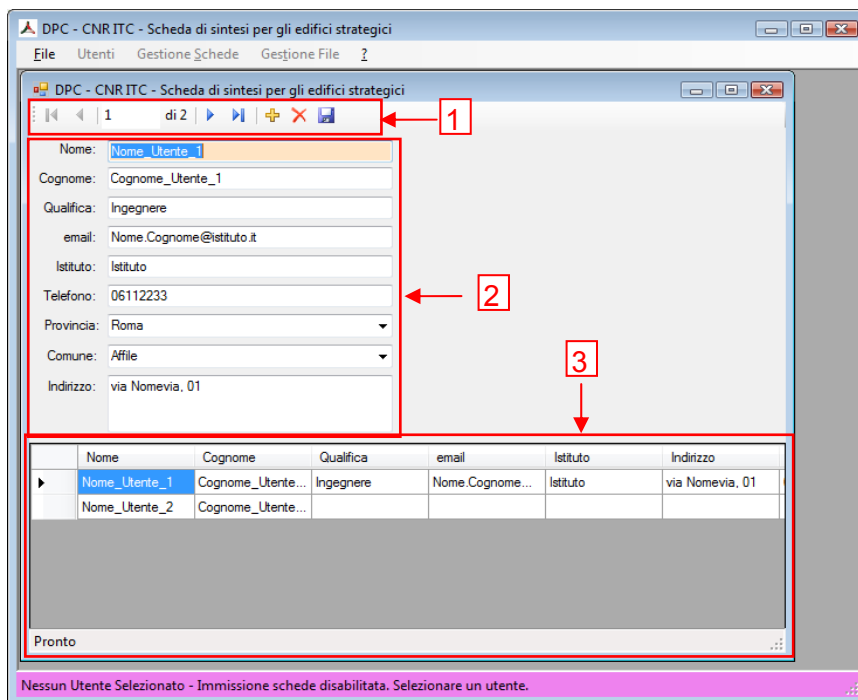 DPC - CNR ITC - Scheda di sintesi per gli edifici strategici
File Utenti Gestione Schede Gestione File ?
DPC - CNR ITC - Scheda di sintesi per gli edifici strategici
1 di 2
1
Nome: Nome_Utente_1
Cognome: Cognome_Utente_1
Qualifica: Ingegnere
email: Nome.Cognome@istituto.it
Istituto: Istituto
Telefono: 06112233
2
Provincia: Roma
Comune: Affile
3
Indirizzo: via Nomevia, 01
Nome Cognome Qualifica email Istituto Indirizzo
Nome_Utente_1 Cognome_Utente... Ingegnere Nome.Cognome... Istituto via Nomevia, 01
Nome_Utente_2 Cognome_Utente...
Pronto
Nessun Utente Selezionato - Immissione schede disabilitata. Selezionare un utente.